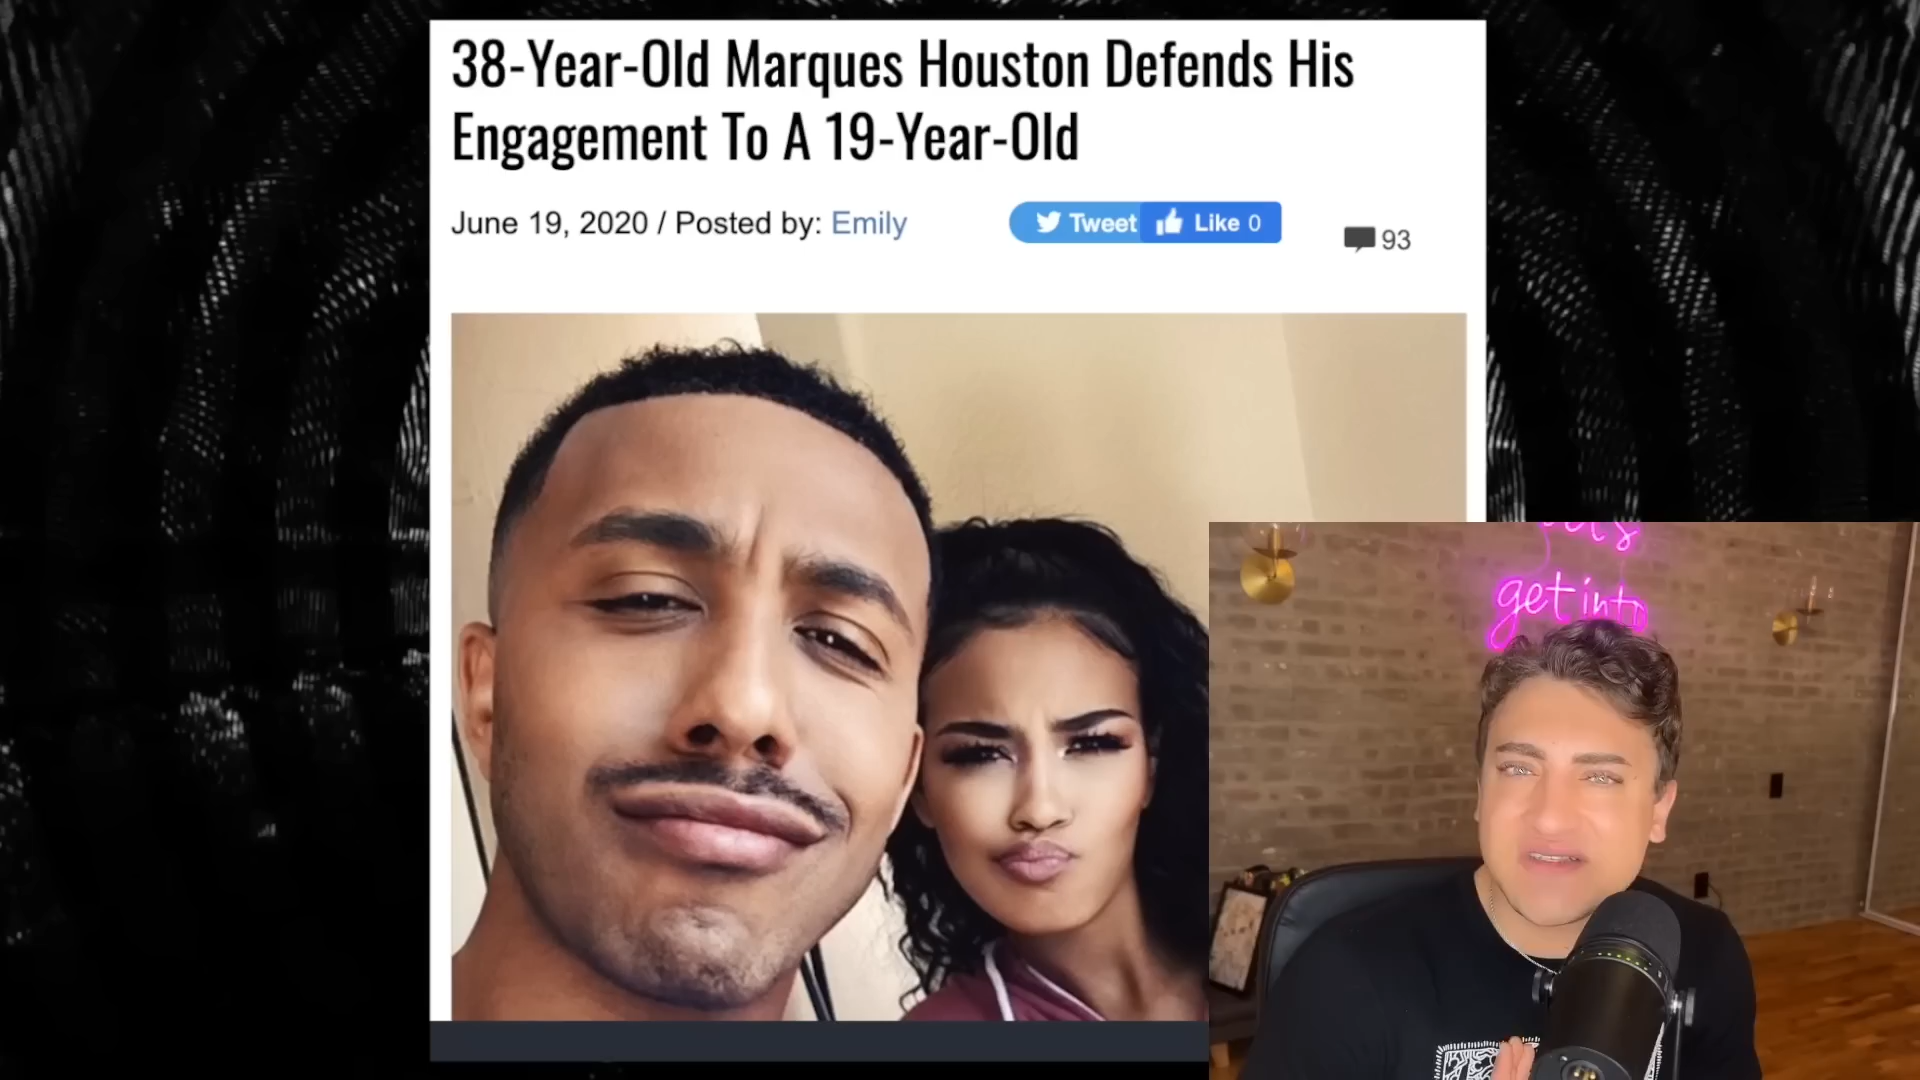 38-Year-Old Marques Houston Defends His
Engagement To A 19-Year-Old
June 19, 2020 / Posted by: Emily
Tweet
Like 0
93
get into